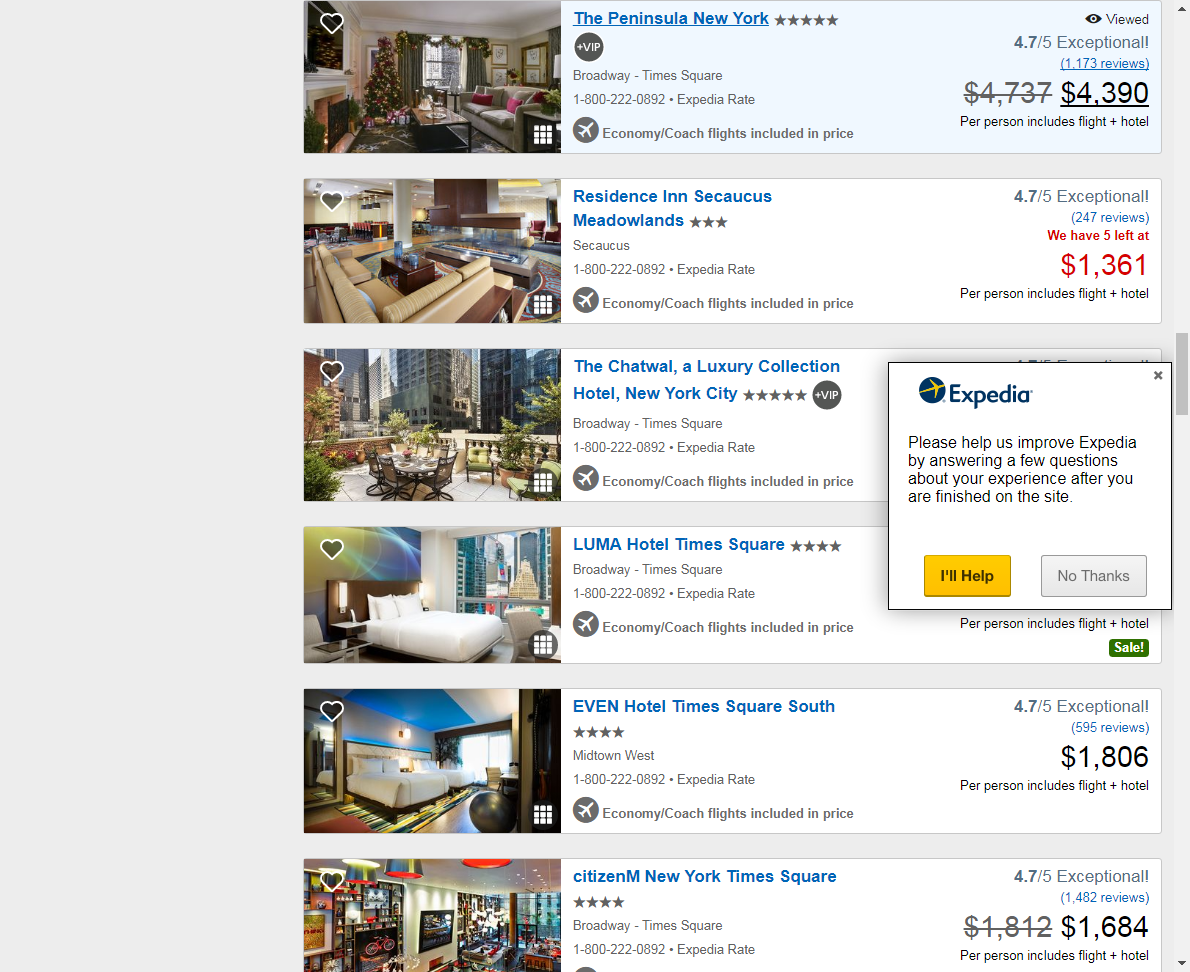 The Peninsula New York
Viewed
+VIP
4.7/5 Exceptional!
(1,173 reviews)
Broadway - Times Square
$4,737 $4,390
1-800-222-0892 • Expedia Rate
Per person includes flight + hotel
Economy/Coach flights included in price
Residence Inn Secaucus
Meadowlands
4.7/5 Exceptional!
(247 reviews)
We have 5 left at
Secaucus
$1,361
1-800-222-0892 • Expedia Rate
Per person includes flight + hotel
Economy/Coach flights included in price
The Chatwal, a Luxury Collection
Hotel, New York City
+VIP
Broadway - Times Square
1-800-222-0892 • Expedia Rate
Economy/Coach flights included in price
Expedia
Please help us improve Expedia
by answering a few questions
about your experience after you
are finished on the site.
I'll Help
No Thanks
LUMA Hotel Times Square
Broadway - Times Square
1-800-222-0892 • Expedia Rate
Economy/Coach flights included in price
Per person includes flight + hotel
Sale!
EVEN Hotel Times Square South
4.7/5 Exceptional!
(595 reviews)
Midtown West
$1,806
1-800-222-0892 • Expedia Rate
Per person includes flight + hotel
Economy/Coach flights included in price
citizenM New York Times Square
4.7/5 Exceptional!
(1,482 reviews)
Broadway - Times Square
$1,812 $1,684
1-800-222-0892 • Expedia Rate
Per person includes flight + hotel